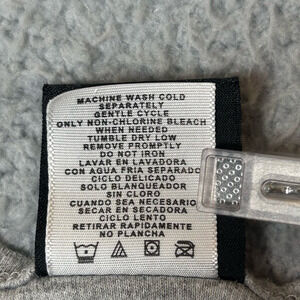 MACHINE WASH COLD
SEPARATELY
GENTLE CYCLE
ONLY NON-CHLORINE BLEACH
WHEN NEEDED
TUMBLE DRY LOW
REMOVE PROMPTLY
DO NOT IRON
LAVAR EN LAVADORA
CON AGUA FRIA SEPARADO
CICLO DELICADO
SOLO BLANQUEADOR
SIN CLORO
CUANDO SEA NECESARIO
SECAR EN SECADORA
CICLO LENTO
RETIRAR RAPIDAMENTE
NO PLANCHA